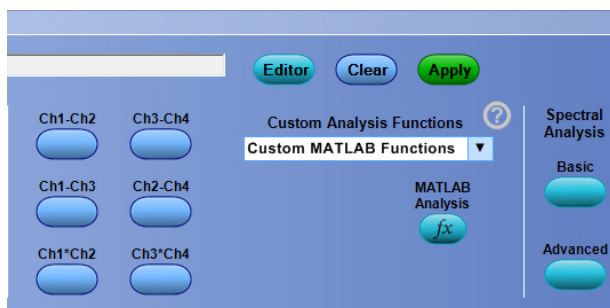 Editor Clear Apply
Ch1-Ch2 Ch3-Ch4
Custom Analysis Functions ?
Spectral
Analysis
Custom MATLAB Functions
Basic
Ch1-Ch3 Ch2-Ch4
MATLAB
Analysis
fx
Ch1*Ch2 Ch3*Ch4
Advanced